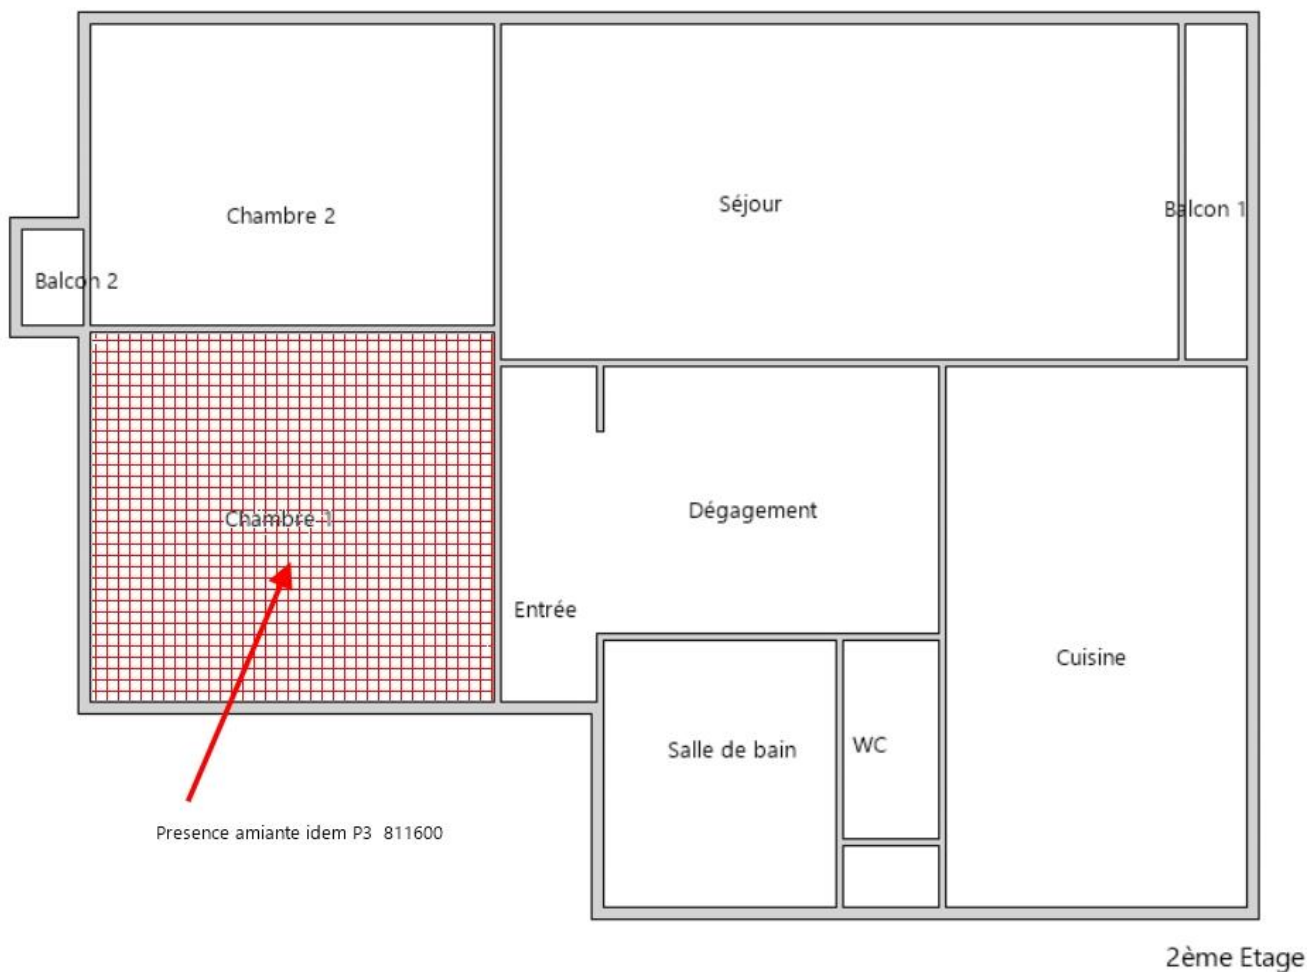 Séjour
Balcon 1
Chambre 2
Balcon 2
Chambre 1
Dégagement
Entrée
Cuisine
Salle de bain
WC
Presence amiante idem P3 811600
2ème Etage